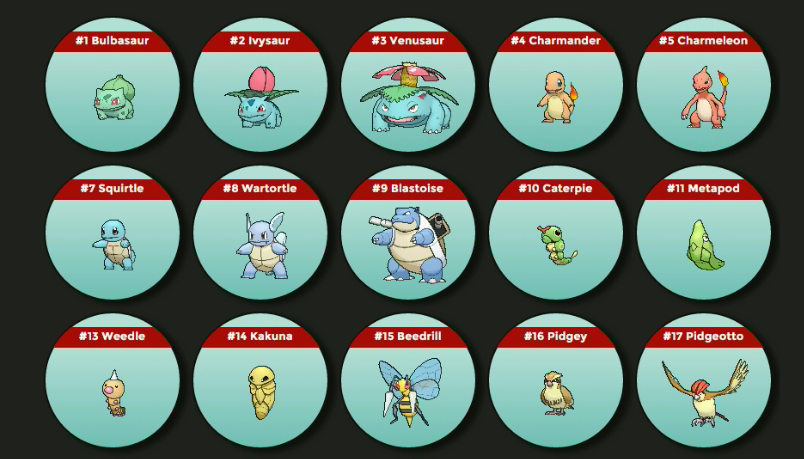 #1 Bulbasaur
#2 Ivysaur
#3 Venusaur
#4 Charmander
#5 Charmeleon
#7 Squirtle
#8 Wartortle
#9 Blastoise
#10 Caterpie
#11 Metapod
#13 Weedle
#14 Kakuna
#15 Beedrill
#16 Pidgey
#17 Pidgeotto